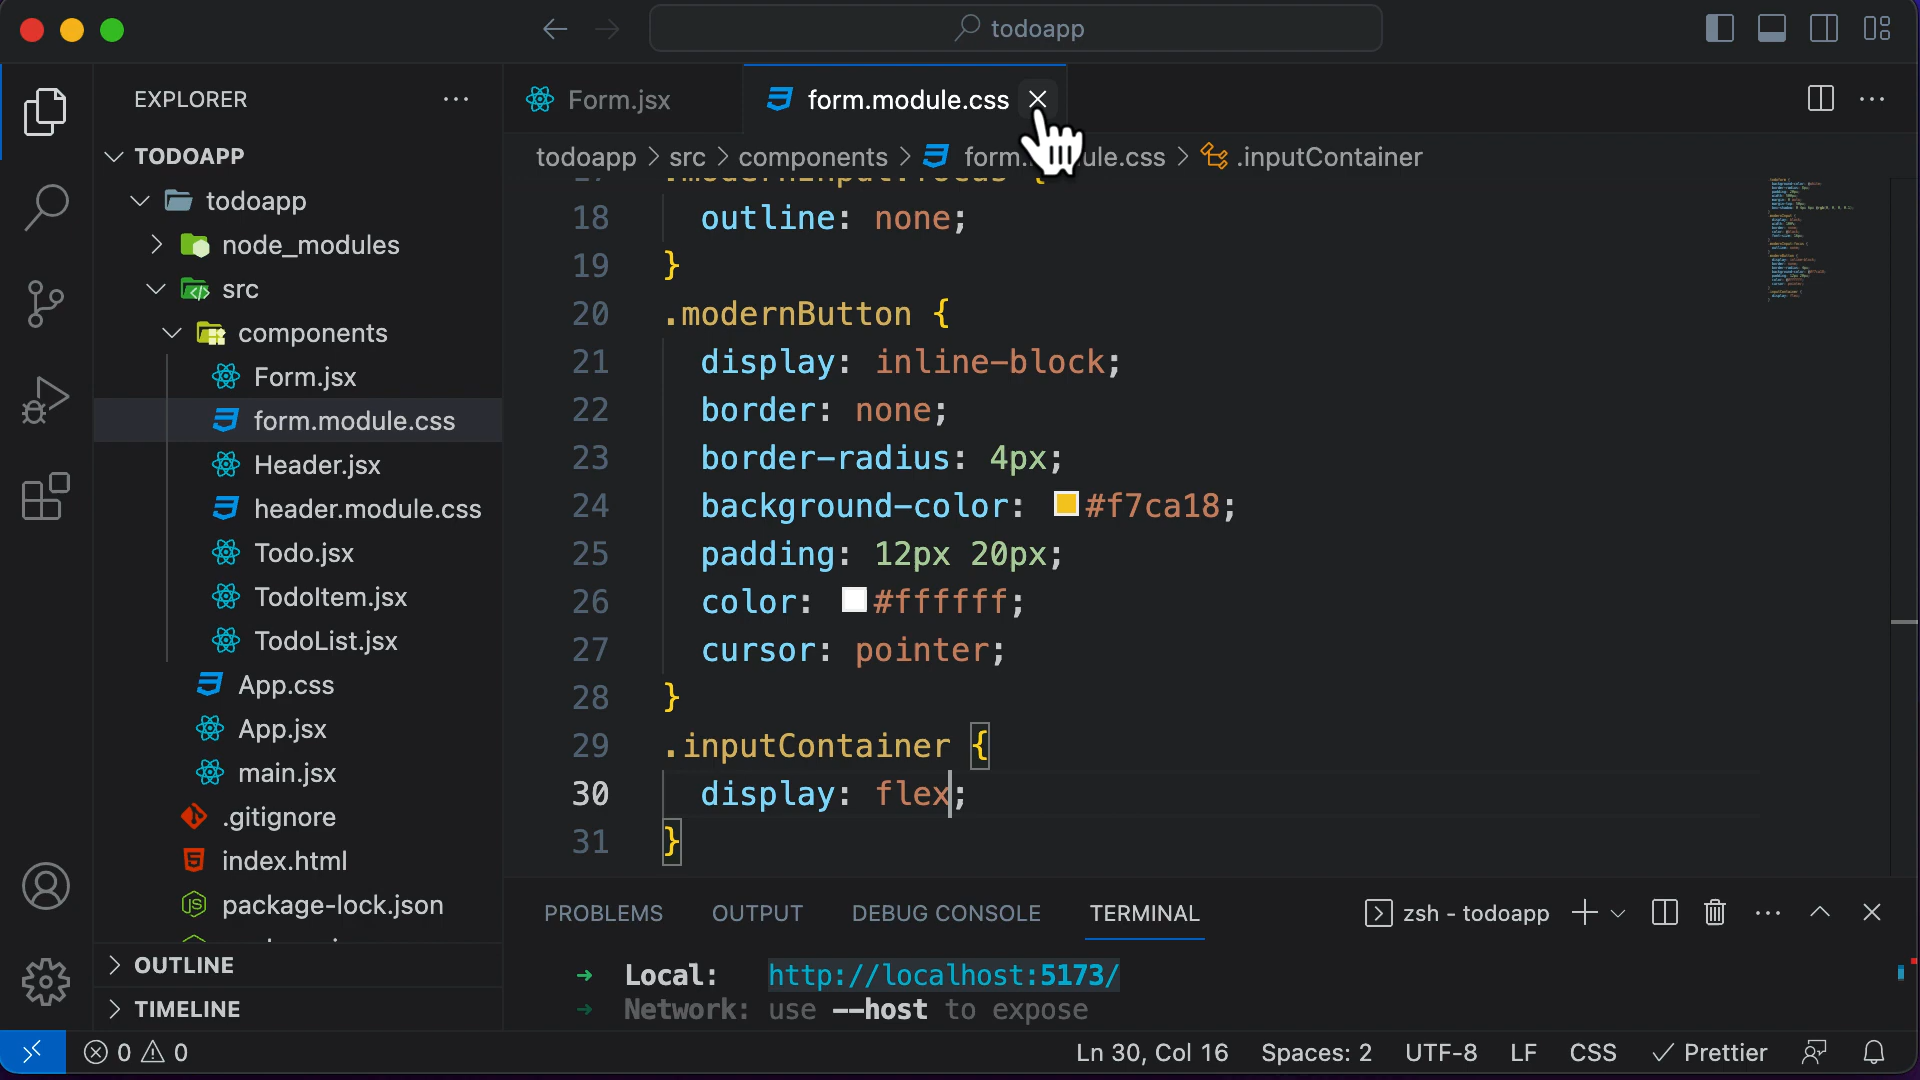 todoapp
EXPLORER
Form.jsx
form.module.css
TODOAPP
todoapp > src > components > form.module.css > .inputContainer
todoapp
node_modules
src
components
Form.jsx
form.module.css
Header.jsx
header.module.css
Todo.jsx
TodoItem.jsx
TodoList.jsx
App.css
App.jsx
main.jsx
.gitignore
index.html
package-lock.json
OUTLINE
TIMELINE
18 outline: none;
19 }
20 .modernButton {
21 display: inline-block;
22 border: none;
23 border-radius: 4px;
24 background-color: #f7ca18;
25 padding: 12px 20px;
26 color: #ffffff;
27 cursor: pointer;
28 }
29 .inputContainer {
30 display: flex;
31 }
PROBLEMS OUTPUT DEBUG CONSOLE TERMINAL zsh - todoapp
➜ Local: http://localhost:5173/
➜ Network: use --host to expose
0 0 Ln 30, Col 16 Spaces: 2 UTF-8 LF CSS Prettier